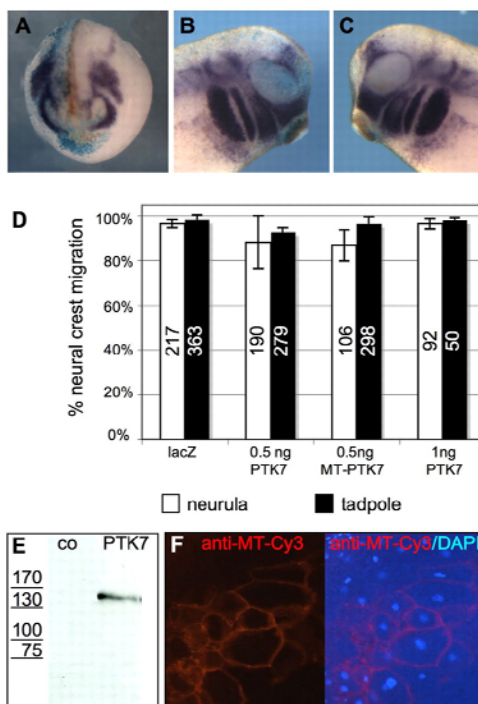 A B C
D
% neural crest migration
100%
80%
60%
40%
20%
0%
217 363 190 279 106 298 92 50
lacZ 0.5 ng PTK7 0.5ng MT-PTK7 1ng PTK7
neurula tadpole
E co PTK7
170
130
100
75
F anti-MT-Cy3 anti-MT-Cy3/DAPI